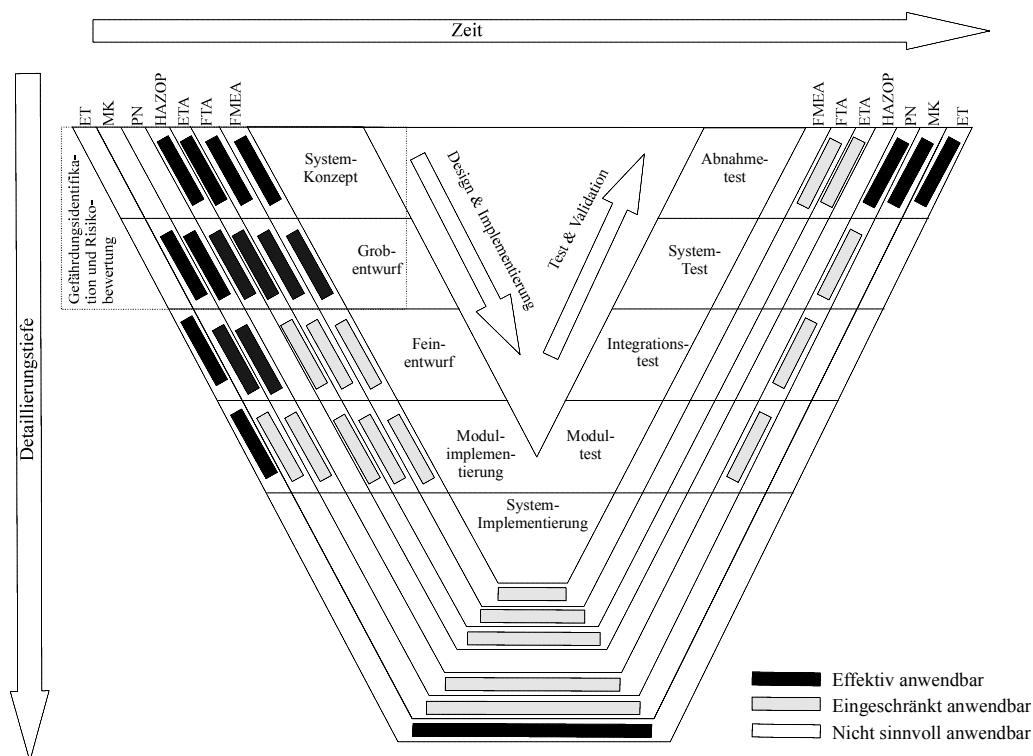 Zeit
Detaillierungstiefe
ET
MK
PN
HAZOP
ETA
FTA
FMEA
FMEA
FTA
ETA
HAZOP
PN
MK
ET
Gefährdungsidentifika-
tion und Risiko-
bewertung
System-
Konzept
Design & Implementierung
Test & Validation
Abnahme-
test
Grob-
entwurf
System-
Test
Fein-
entwurf
Integrations-
test
Modul-
implemen-
tierung
Modul-
test
System-
Implementierung
Effektiv anwendbar
Eingeschränkt anwendbar
Nicht sinnvoll anwendbar